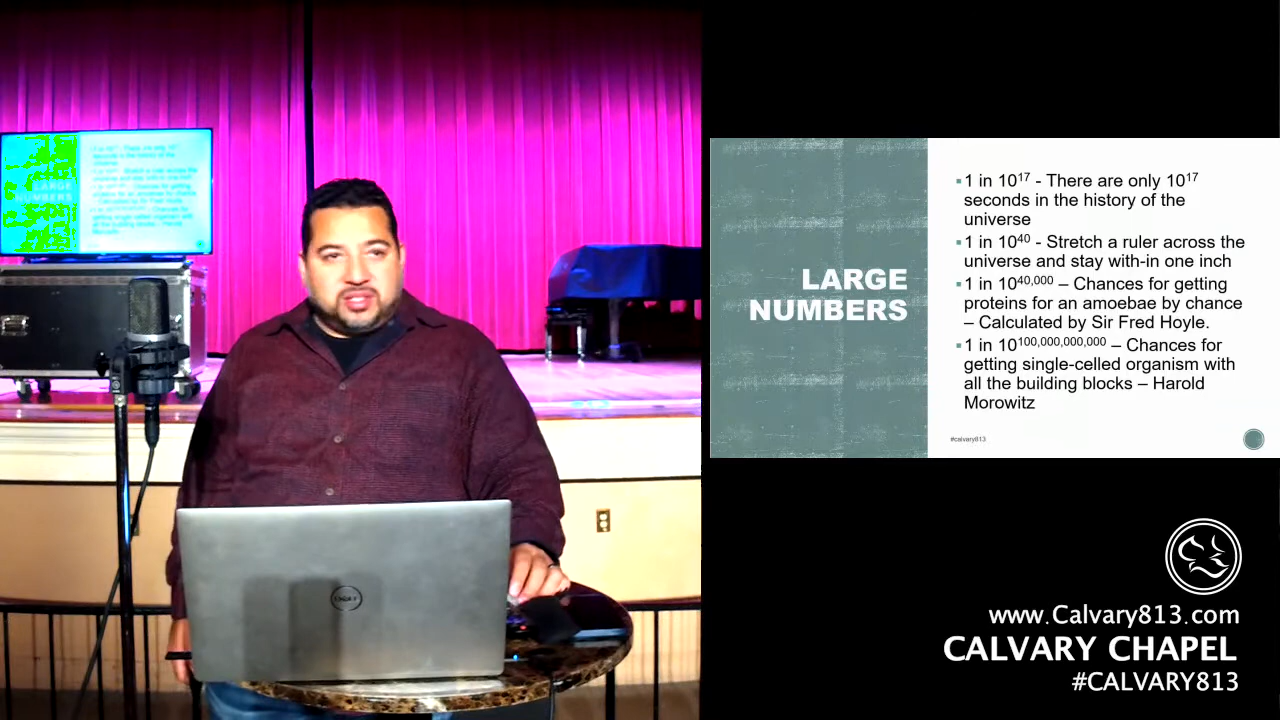 LARGE
NUMBERS
1 in 10¹⁷ - There are only 10¹⁷
seconds in the history of the
universe
1 in 10⁴⁰ - Stretch a ruler across the
universe and stay with-in one inch
1 in 10⁴⁰,⁰⁰⁰ – Chances for getting
proteins for an amoebae by chance
– Calculated by Sir Fred Hoyle.
1 in 10¹⁰⁰,⁰⁰⁰,⁰⁰⁰,⁰⁰⁰ – Chances for
getting single-celled organism with
all the building blocks – Harold
Morowitz
#calvary813
LARGE
NUMBERS
DELL
www.Calvary813.com
CALVARY CHAPEL
#CALVARY813